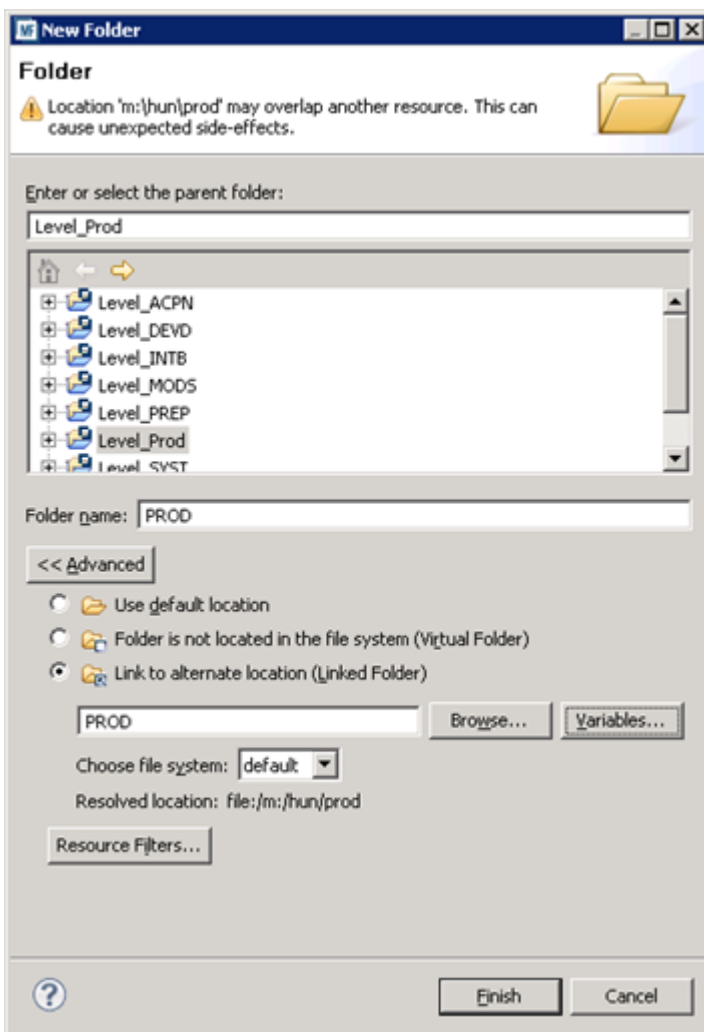 New Folder
Folder
Location 'm:\hun\prod' may overlap another resource. This can
cause unexpected side-effects.
Enter or select the parent folder:
Level_Prod
Level_ACPN
Level_DEVD
Level_INTB
Level_MODS
Level_PREP
Level_Prod
Level_SYST
Folder name: PROD
<< Advanced
Use default location
Folder is not located in the file system (Virtual Folder)
Link to alternate location (Linked Folder)
PROD Browse... Variables...
Choose file system: default
Resolved location: file:/m:/hun/prod
Resource Filters...
? Finish Cancel